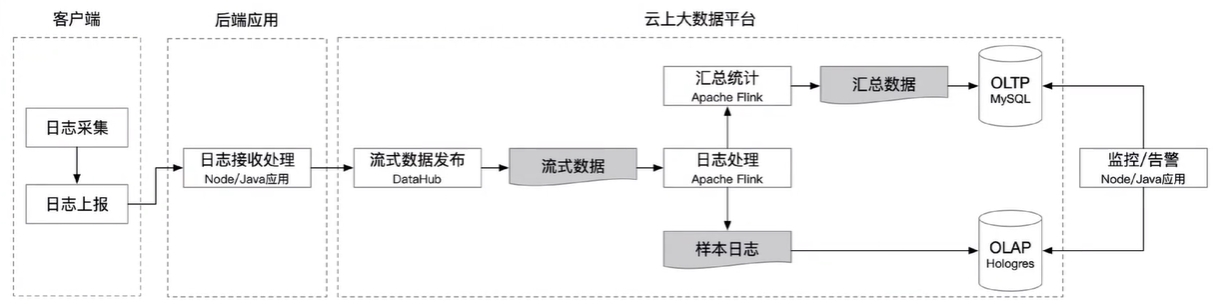 客户端
后端应用
云上大数据平台
日志采集
日志上报
日志接收处理
Node/Java应用
流式数据发布
DataHub
流式数据
日志处理
Apache Flink
汇总统计
Apache Flink
汇总数据
OLTP
MySQL
样本日志
OLAP
Hologres
监控/告警
Node/Java应用